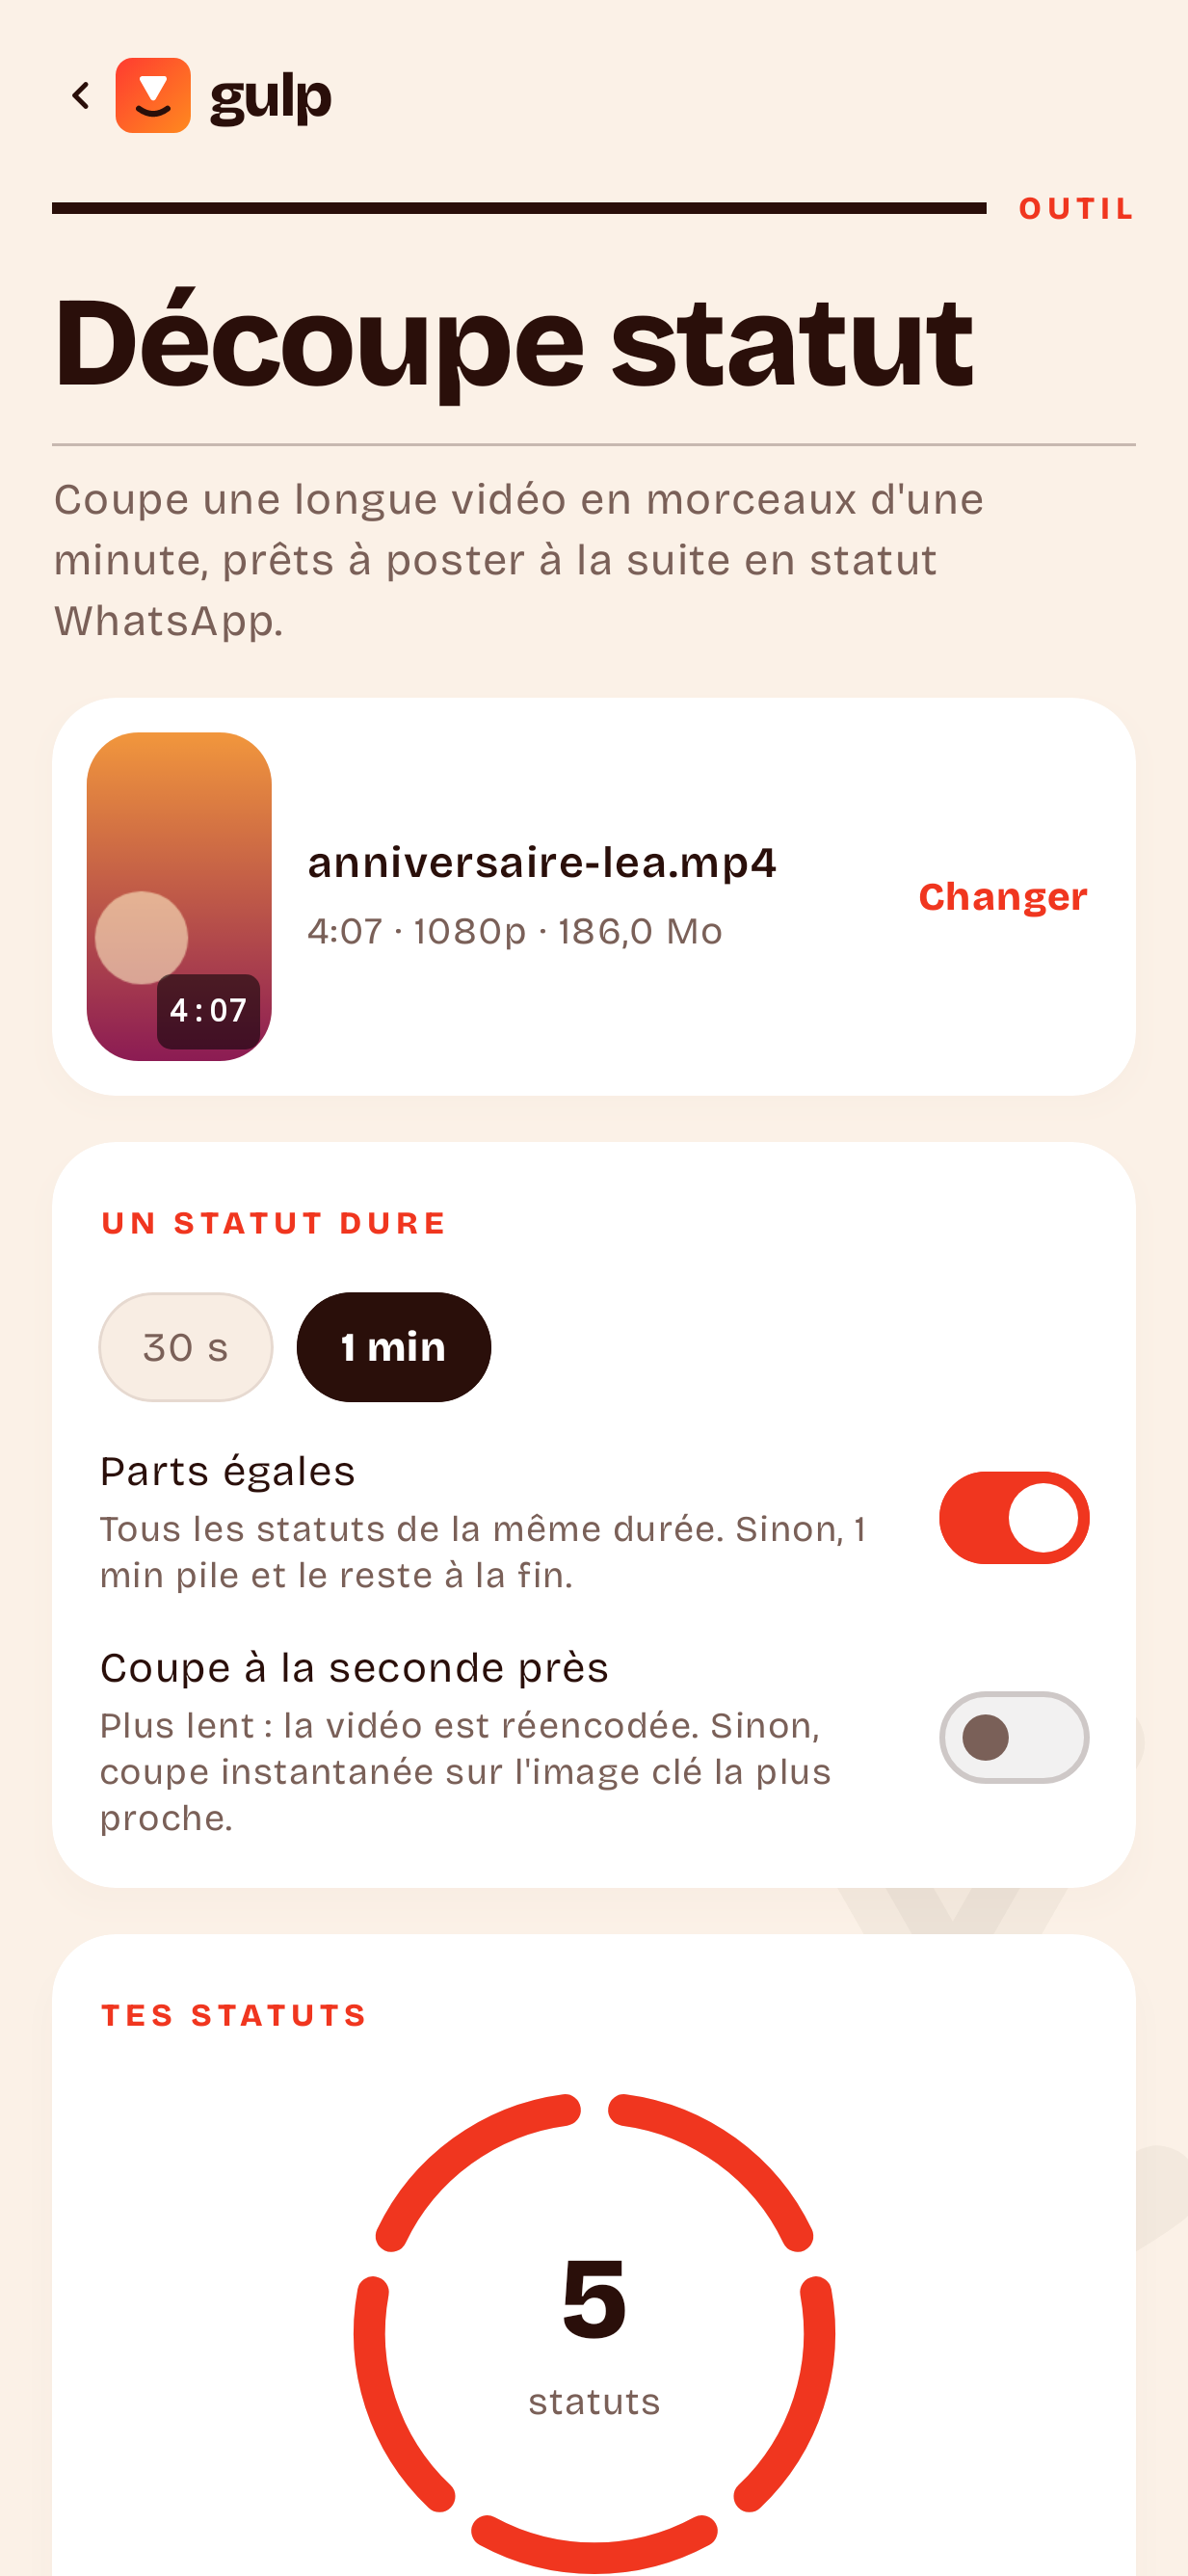 gulp
OUTIL
Découpe statut
Coupe une longue vidéo en morceaux d'une
minute, prêts à poster à la suite en statut
WhatsApp.
anniversaire-lea.mp4
4:07 · 1080p · 186,0 Mo
Changer
4:07
UN STATUT DURE
30 s
1 min
Parts égales
Tous les statuts de la même durée. Sinon, 1
min pile et le reste à la fin.
Coupe à la seconde près
Plus lent : la vidéo est réencodée. Sinon,
coupe instantanée sur l'image clé la plus
proche.
TES STATUTS
5
statuts